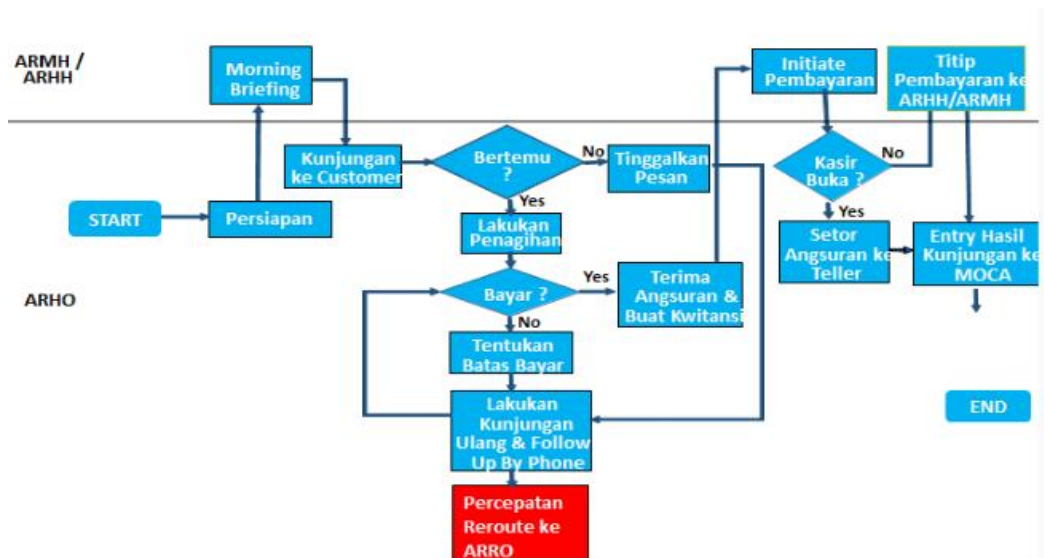 ARMH /
ARHH
Morning
Briefing
Initiate
Pembayaran
Titip
Pembayaran ke
ARHH/ARMH
Kunjungan
ke Customer
Bertemu
?
No
Tinggalkan
Pesan
Kasir
Buka ?
No
START
Persiapan
Yes
Lakukan
Penagihan
Yes
Setor
Angsuran ke
Teller
Entry Hasil
Kunjungan ke
MOCA
ARHO
Bayar ?
Yes
Terima
Angsuran &
Buat Kwitansi
No
Tentukan
Batas Bayar
Lakukan
Kunjungan
Ulang & Follow
Up By Phone
END
Percepatan
Reroute ke
ARRO